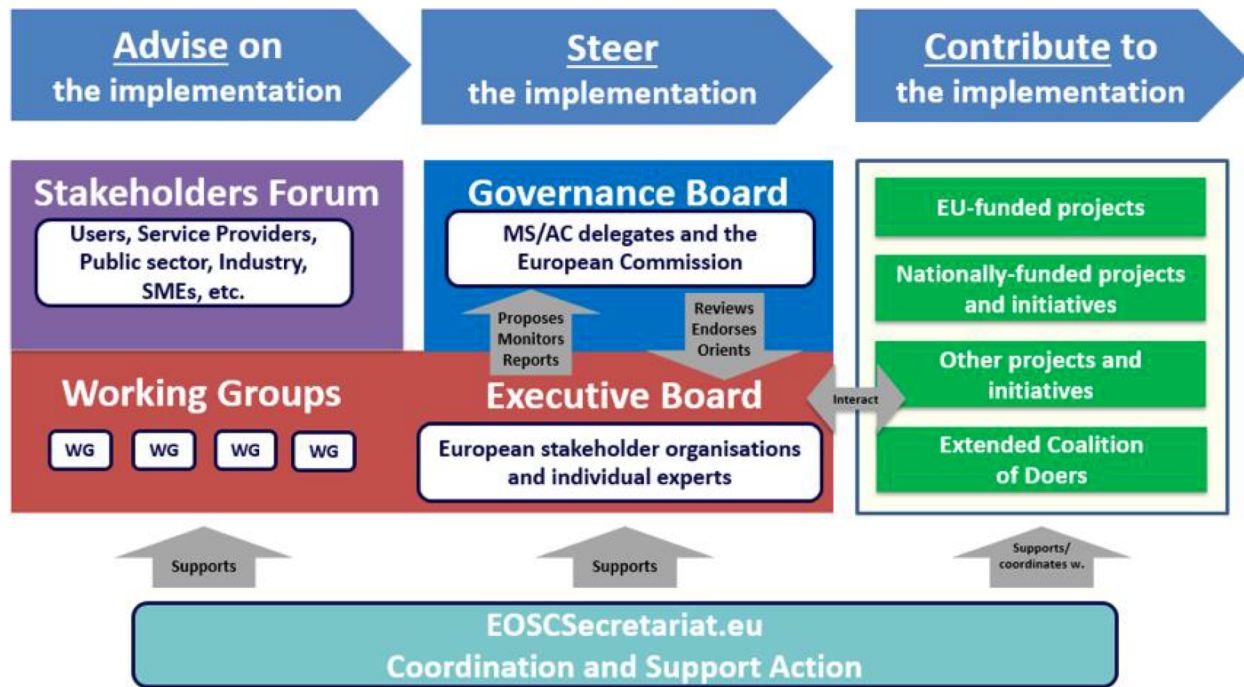 Advise on
the implementation
Steer
the implementation
Contribute to
the implementation
Stakeholders Forum
Users, Service Providers,
Public sector, Industry,
SMEs, etc.
Governance Board
MS/AC delegates and the
European Commission
Proposes
Monitors
Reports
Reviews
Endorses
Orients
Working Groups
WG
WG
WG
WG
Executive Board
European stakeholder organisations
and individual experts
Interact
EU-funded projects
Nationally-funded projects
and initiatives
Other projects and
initiatives
Extended Coalition
of Doers
Supports
Supports
Supports/
coordinates w.
EOSCSecretariat.eu
Coordination and Support Action